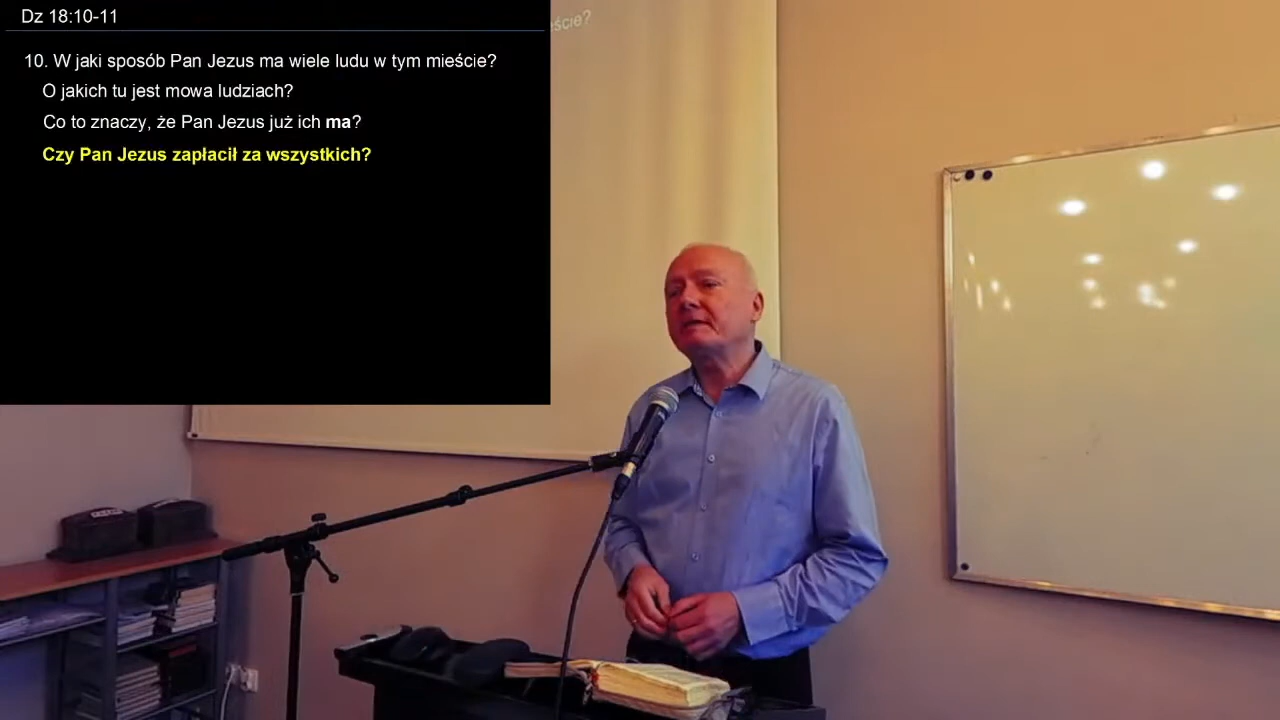 Dz 18:10-11
10. W jaki sposób Pan Jezus ma wiele ludu w tym mieście?
O jakich tu jest mowa ludziach?
Co to znaczy, że Pan Jezus już ich ma?
Czy Pan Jezus zapłacił za wszystkich?